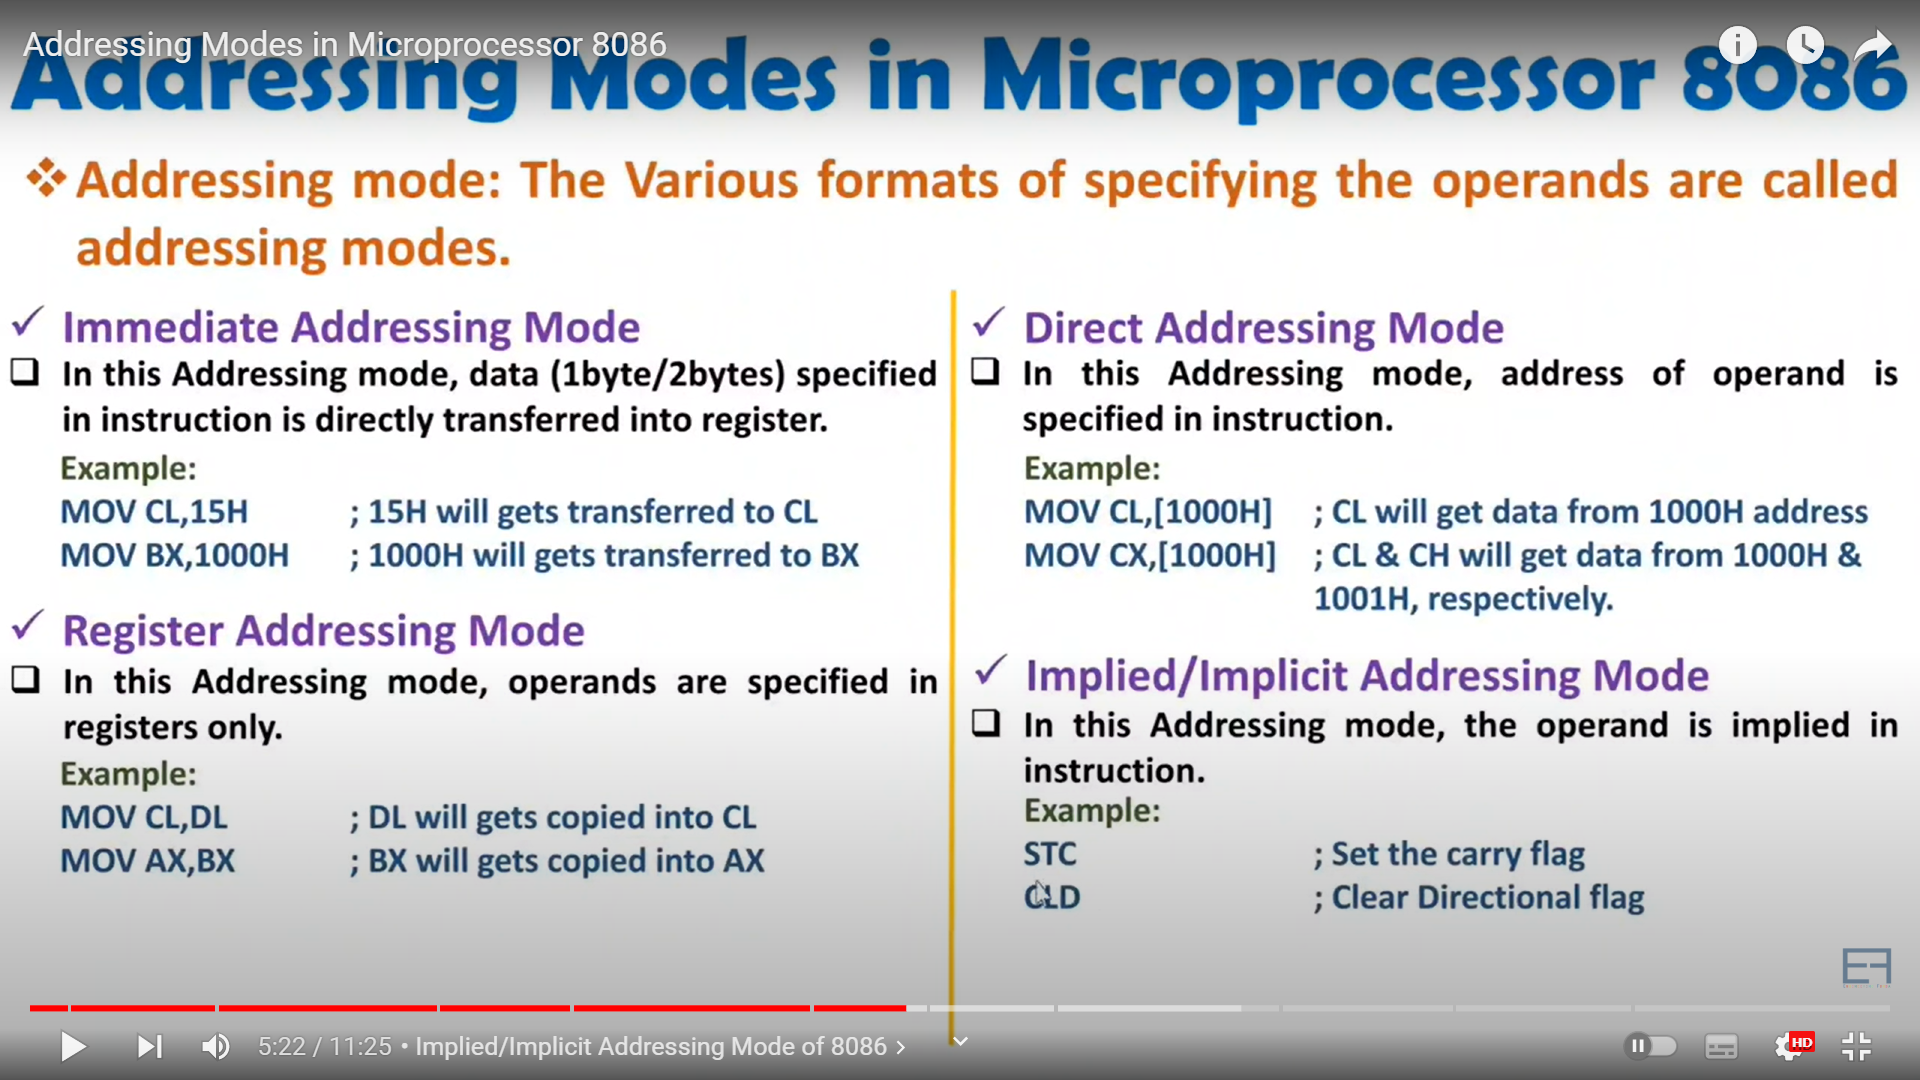 Addressing Modes in Microprocessor 8086
Addressing Modes in Microprocessor 8086
❖Addressing mode: The Various formats of specifying the operands are called
addressing modes.
✓ Immediate Addressing Mode
❑ In this Addressing mode, data (1byte/2bytes) specified
in instruction is directly transferred into register.
Example:
MOV CL,15H ; 15H will gets transferred to CL
MOV BX,1000H ; 1000H will gets transferred to BX
✓ Register Addressing Mode
❑ In this Addressing mode, operands are specified in
registers only.
Example:
MOV CL,DL ; DL will gets copied into CL
MOV AX,BX ; BX will gets copied into AX
✓ Direct Addressing Mode
❑ In this Addressing mode, address of operand is
specified in instruction.
Example:
MOV CL,[1000H] ; CL will get data from 1000H address
MOV CX,[1000H] ; CL & CH will get data from 1000H &
1001H, respectively.
✓ Implied/Implicit Addressing Mode
❑ In this Addressing mode, the operand is implied in
instruction.
Example:
STC ; Set the carry flag
CLD ; Clear Directional flag
5:22 / 11:25 • Implied/Implicit Addressing Mode of 8086 >
HD